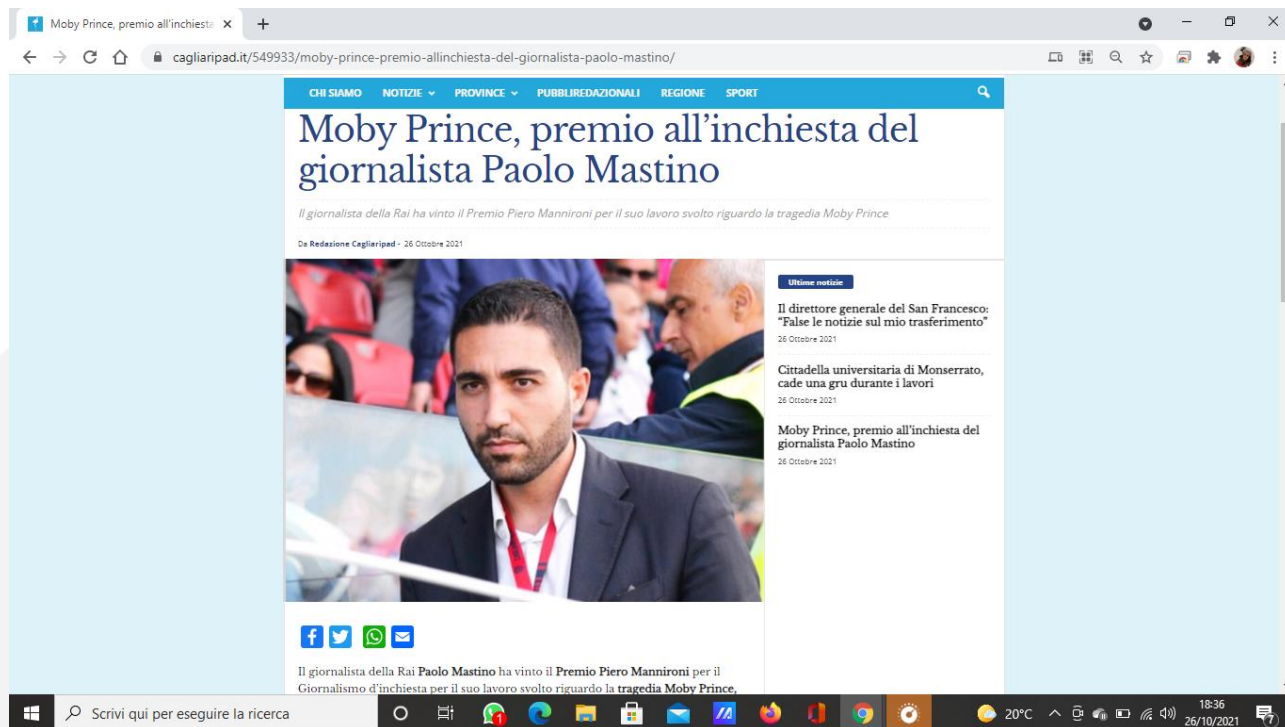 Moby Prince, premio all'inchiesta
cagliaripad.it/549933/moby-prince-premio-allinchiesta-del-giornalista-paolo-mastino/
CHI SIAMO NOTIZIE PROVINCE PUBBLIREDAZIONALI REGIONE SPORT
Moby Prince, premio all'inchiesta del
giornalista Paolo Mastino
Il giornalista della Rai ha vinto il Premio Piero Mannironi per il suo lavoro svolto riguardo la tragedia Moby Prince
Da Redazione Cagliaripad - 26 Ottobre 2021
Ultime notizie
Il direttore generale del San Francesco:
“False le notizie sul mio trasferimento”
26 Ottobre 2021
Cittadella universitaria di Monserrato,
cade una gru durante i lavori
26 Ottobre 2021
Moby Prince, premio all'inchiesta del
giornalista Paolo Mastino
26 Ottobre 2021
Il giornalista della Rai Paolo Mastino ha vinto il Premio Piero Mannironi per il
Giornalismo d'inchiesta per il suo lavoro svolto riguardo la tragedia Moby Prince,
Scrivi qui per eseguire la ricerca
20°C
18:36
26/10/2021